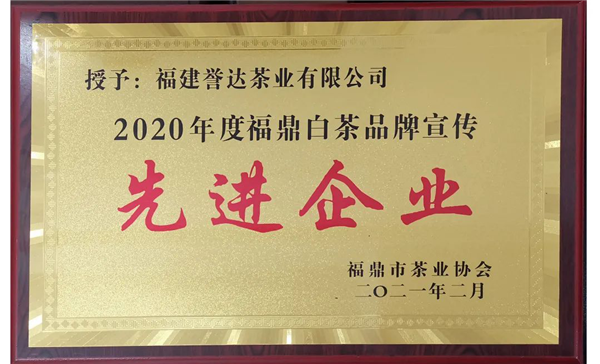 授予：福建誉达茶业有限公司
2020年度福鼎白茶品牌宣传
先进企业
福鼎市茶业协会
二〇二一年二月